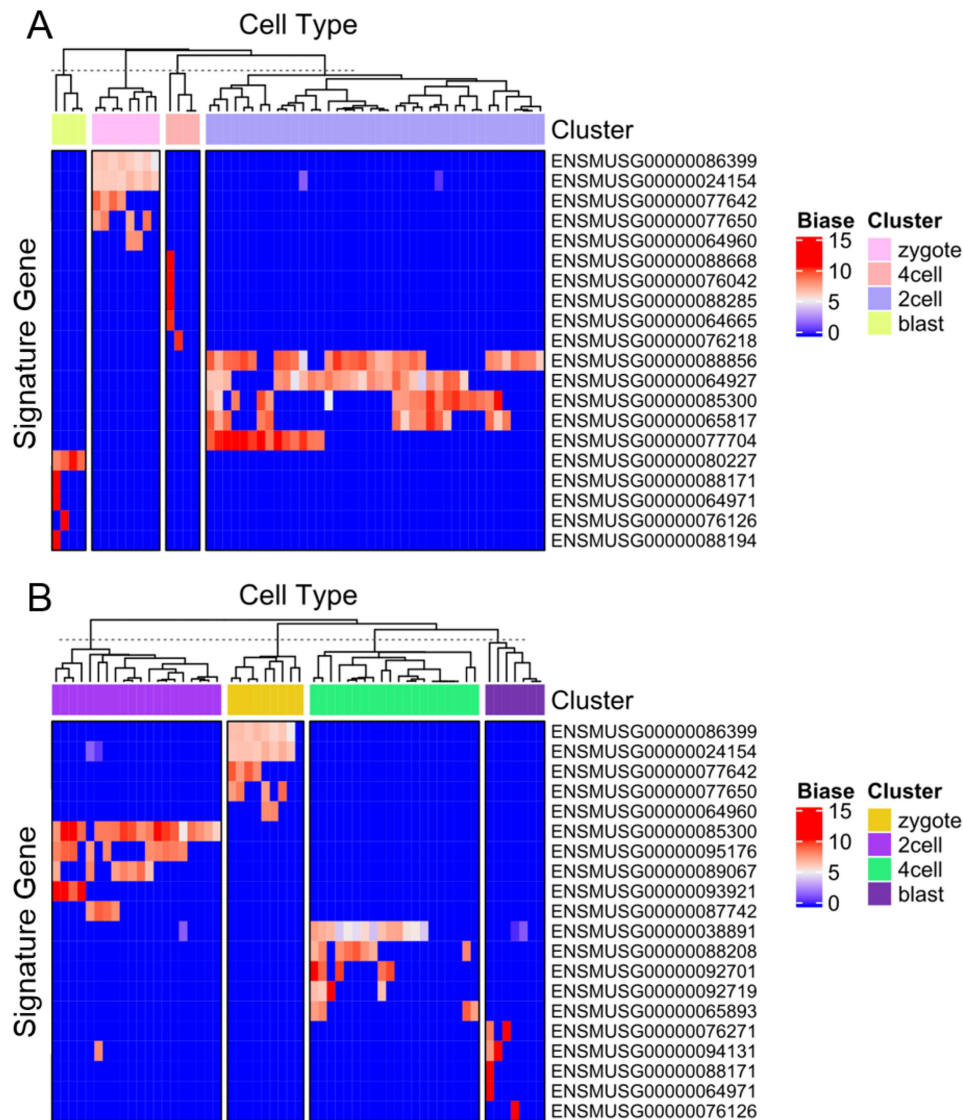 A
Cell Type
Cluster
Signature Gene
ENSMUSG00000086399
ENSMUSG00000024154
ENSMUSG00000077642
ENSMUSG00000077650
ENSMUSG00000064960
ENSMUSG00000088668
ENSMUSG00000076042
ENSMUSG00000088285
ENSMUSG00000064665
ENSMUSG00000076218
ENSMUSG00000088856
ENSMUSG00000064927
ENSMUSG00000085300
ENSMUSG00000065817
ENSMUSG00000077704
ENSMUSG00000080227
ENSMUSG00000088171
ENSMUSG00000064971
ENSMUSG00000076126
ENSMUSG00000088194
Biase
15
10
5
0
Cluster
zygote
4cell
2cell
blast
B
Cell Type
Cluster
Signature Gene
ENSMUSG00000086399
ENSMUSG00000024154
ENSMUSG00000077642
ENSMUSG00000077650
ENSMUSG00000064960
ENSMUSG00000085300
ENSMUSG00000095176
ENSMUSG00000089067
ENSMUSG00000093921
ENSMUSG00000087742
ENSMUSG00000038891
ENSMUSG00000088208
ENSMUSG00000092701
ENSMUSG00000092719
ENSMUSG00000065893
ENSMUSG00000076271
ENSMUSG00000094131
ENSMUSG00000088171
ENSMUSG00000064971
ENSMUSG00000076126
Biase
15
10
5
0
Cluster
zygote
2cell
4cell
blast